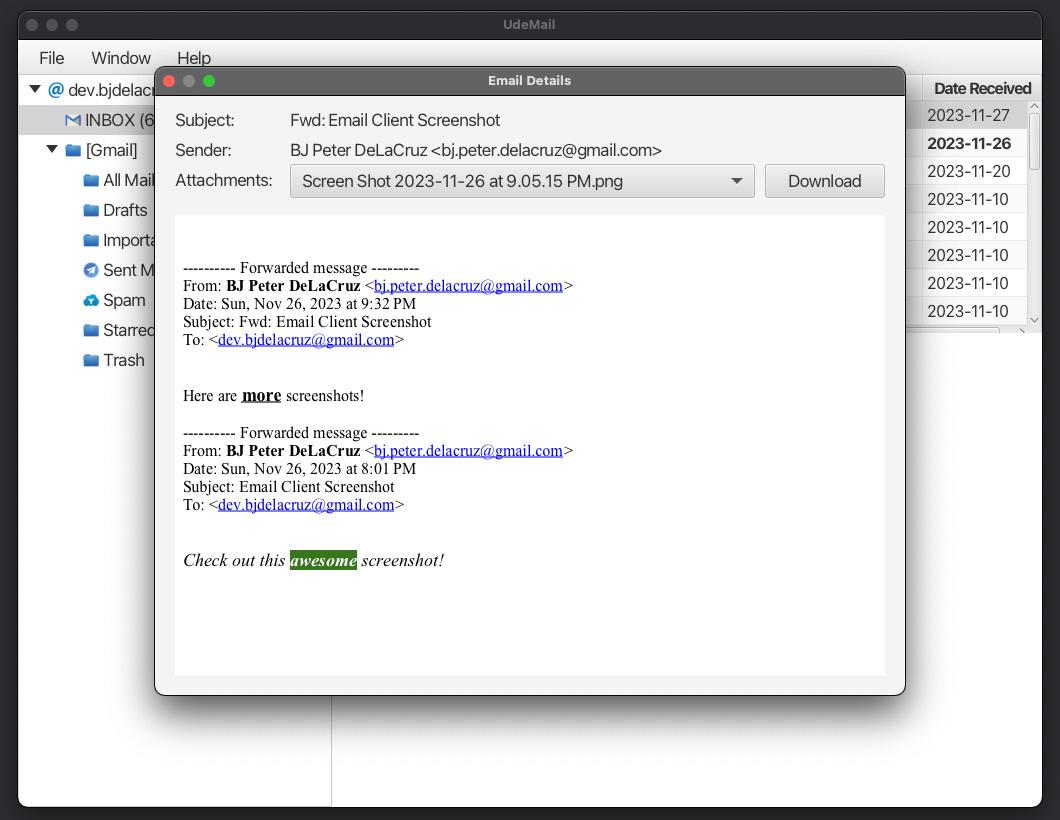 UdeMail
File Window Help
dev.bjdelacr
INBOX (6
[Gmail]
All Mail
Drafts
Importa
Sent M
Spam
Starred
Trash
Email Details
Subject: Fwd: Email Client Screenshot
Sender: BJ Peter DeLaCruz <bj.peter.delacruz@gmail.com>
Attachments: Screen Shot 2023-11-26 at 9.05.15 PM.png Download
---------- Forwarded message ---------
From: BJ Peter DeLaCruz <bj.peter.delacruz@gmail.com>
Date: Sun, Nov 26, 2023 at 9:32 PM
Subject: Fwd: Email Client Screenshot
To: <dev.bjdelacruz@gmail.com>
Here are more screenshots!
---------- Forwarded message ---------
From: BJ Peter DeLaCruz <bj.peter.delacruz@gmail.com>
Date: Sun, Nov 26, 2023 at 8:01 PM
Subject: Email Client Screenshot
To: <dev.bjdelacruz@gmail.com>
Check out this awesome screenshot!
Date Received
2023-11-27
2023-11-26
2023-11-20
2023-11-10
2023-11-10
2023-11-10
2023-11-10
2023-11-10